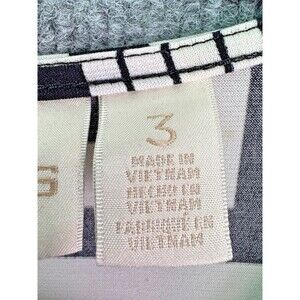 S
3
MADE IN
VIETNAM
HECHO EN
VIETNAM
FABRIQUÉ EN
VIETNAM